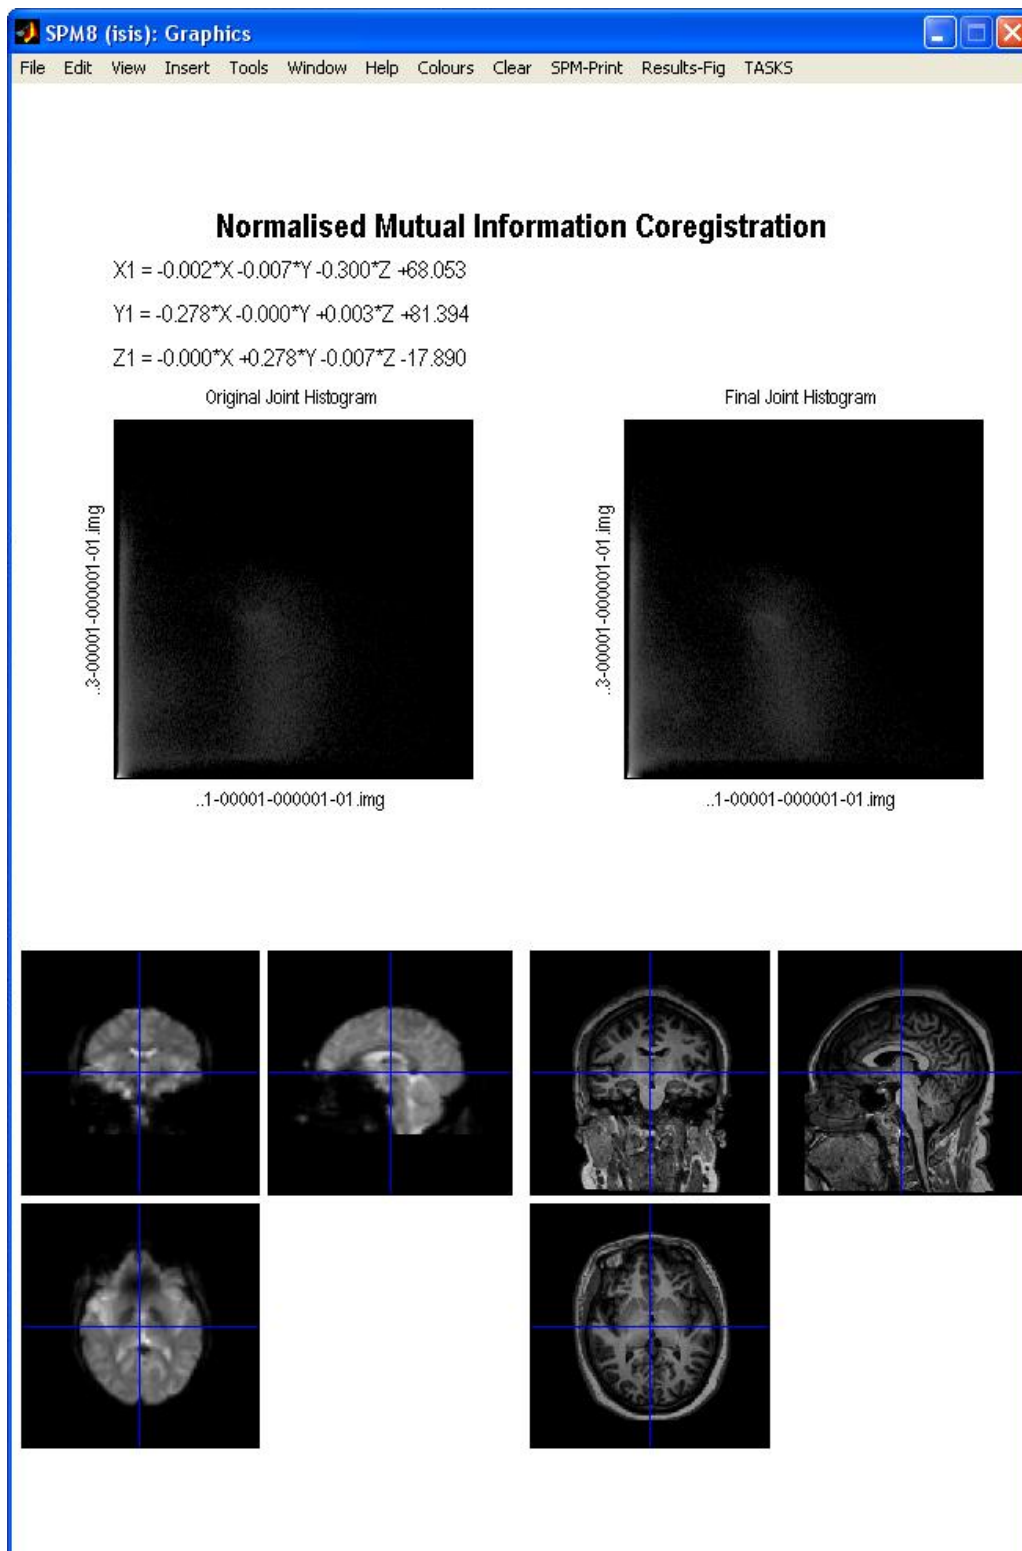 SPM8 (isis): Graphics
File Edit View Insert Tools Window Help Colours Clear SPM-Print Results-Fig TASKS
Normalised Mutual Information Coregistration
X1 = -0.002*X -0.007*Y -0.300*Z +68.053
Y1 = -0.278*X -0.000*Y +0.003*Z +81.394
Z1 = -0.000*X +0.278*Y -0.007*Z -17.890
Original Joint Histogram
Final Joint Histogram
..3-00001-000001-01.img
..3-00001-000001-01.img
..1-00001-000001-01.img
..1-00001-000001-01.img